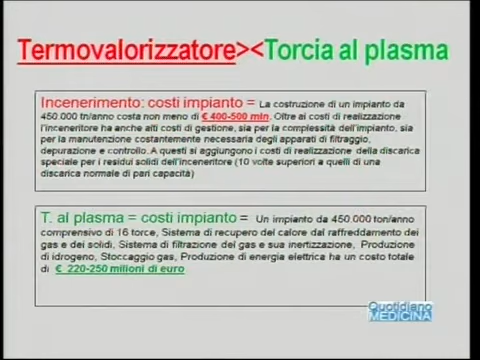 Termovalorizzatore><Torcia al plasma
Incenerimento: costi impianto = La costruzione di un impianto da
450.000 tn/anno costa non meno di € 400-500 mln. Oltre ai costi di realizzazione
l'inceneritore ha anche alti costi di gestione, sia per la complessità dell'impianto, sia
per la manutenzione costantemente necessaria degli apparati di filtraggio,
depurazione e controllo. A questi si aggiungono i costi di realizzazione della discarica
speciale per i residui solidi dell'inceneritore (10 volte superiori a quelli di una
discarica normale di pari capacità)
T. al plasma = costi impianto = Un impianto da 450.000 ton/anno
comprensivo di 16 torce, Sistema di recupero del calore dal raffreddamento dei
gas e dei solidi, Sistema di filtrazione dei gas e sua inertizzazione, Produzione
di idrogeno, Stoccaggio gas, Produzione di energia elettrica ha un costo totale
di € 220-250 milioni di euro
Quotidiano
MEDICINA